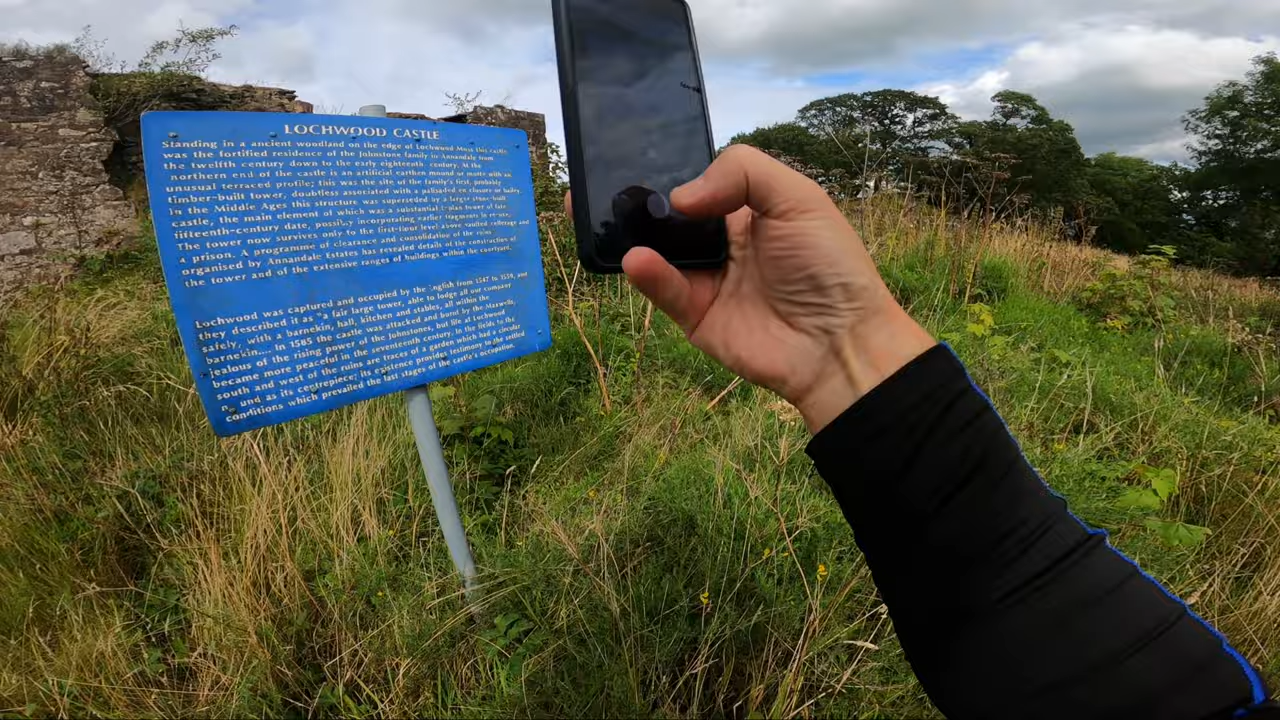 LOCHWOOD CASTLE
Standing in a ancient woodland on the edge of Lochwood Moss this castle
was the fortified residence of the Johnstone family in Annandale from
the twelfth century down to the early eighteenth century. At the
northern end of the castle is an artificial earthen mound or motte with an
unusual terraced profile; this was the site of the family's first, probably
timber-built tower, doubtless associated with a palisaded enclosure or bailey.
In the Middle Ages this structure was superseded by a larger stone-built
castle, the main element of which was a substantial L-plan tower of late
fifteenth-century date, possibly incorporating earlier fragments in re-use.
The tower now survives only to the first-floor level above vaulted cellerage and
a prison. A programme of clearance and consolidation of the ruins
organised by Annandale Estates has revealed details of the construction of
the tower and of the extensive ranges of buildings within the courtyard.
Lochwood was captured and occupied by the nglish from 1547 to 1550, and
they described it as "a fair large tower, able to lodge all our company
safely, with a barnekin, hall, kitchen and stables, all within the
barnekin.... In 1585 the castle was attacked and burnd by the Maxwells,
jealous of the rising power of the Johnstones, but life at Lochwood
became more peaceful in the seventeenth century. In the fields to the
south and west of the ruins are traces of a garden which had a circular
und as its centrepiece; its existence provides testimony to the settled
conditions which prevailed the last stages of the castle's occupation.